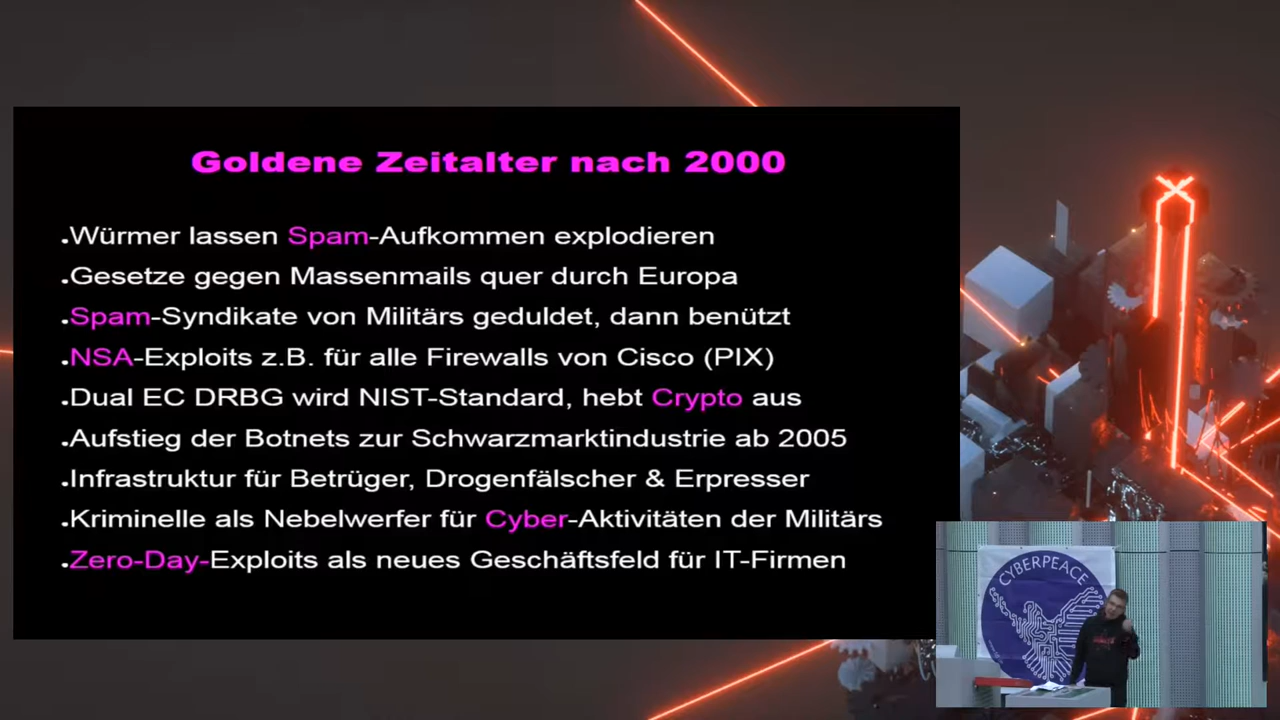 Goldene Zeitalter nach 2000
.Würmer lassen Spam-Aufkommen explodieren
.Gesetze gegen Massenmails quer durch Europa
.Spam-Syndikate von Militärs geduldet, dann benützt
.NSA-Exploits z.B. für alle Firewalls von Cisco (PIX)
.Dual EC DRBG wird NIST-Standard, hebt Crypto aus
.Aufstieg der Botnets zur Schwarzmarktindustrie ab 2005
.Infrastruktur für Betrüger, Drogenfälscher & Erpresser
.Kriminelle als Nebelwerfer für Cyber-Aktivitäten der Militärs
.Zero-Day-Exploits als neues Geschäftsfeld für IT-Firmen
CYBERPEACE